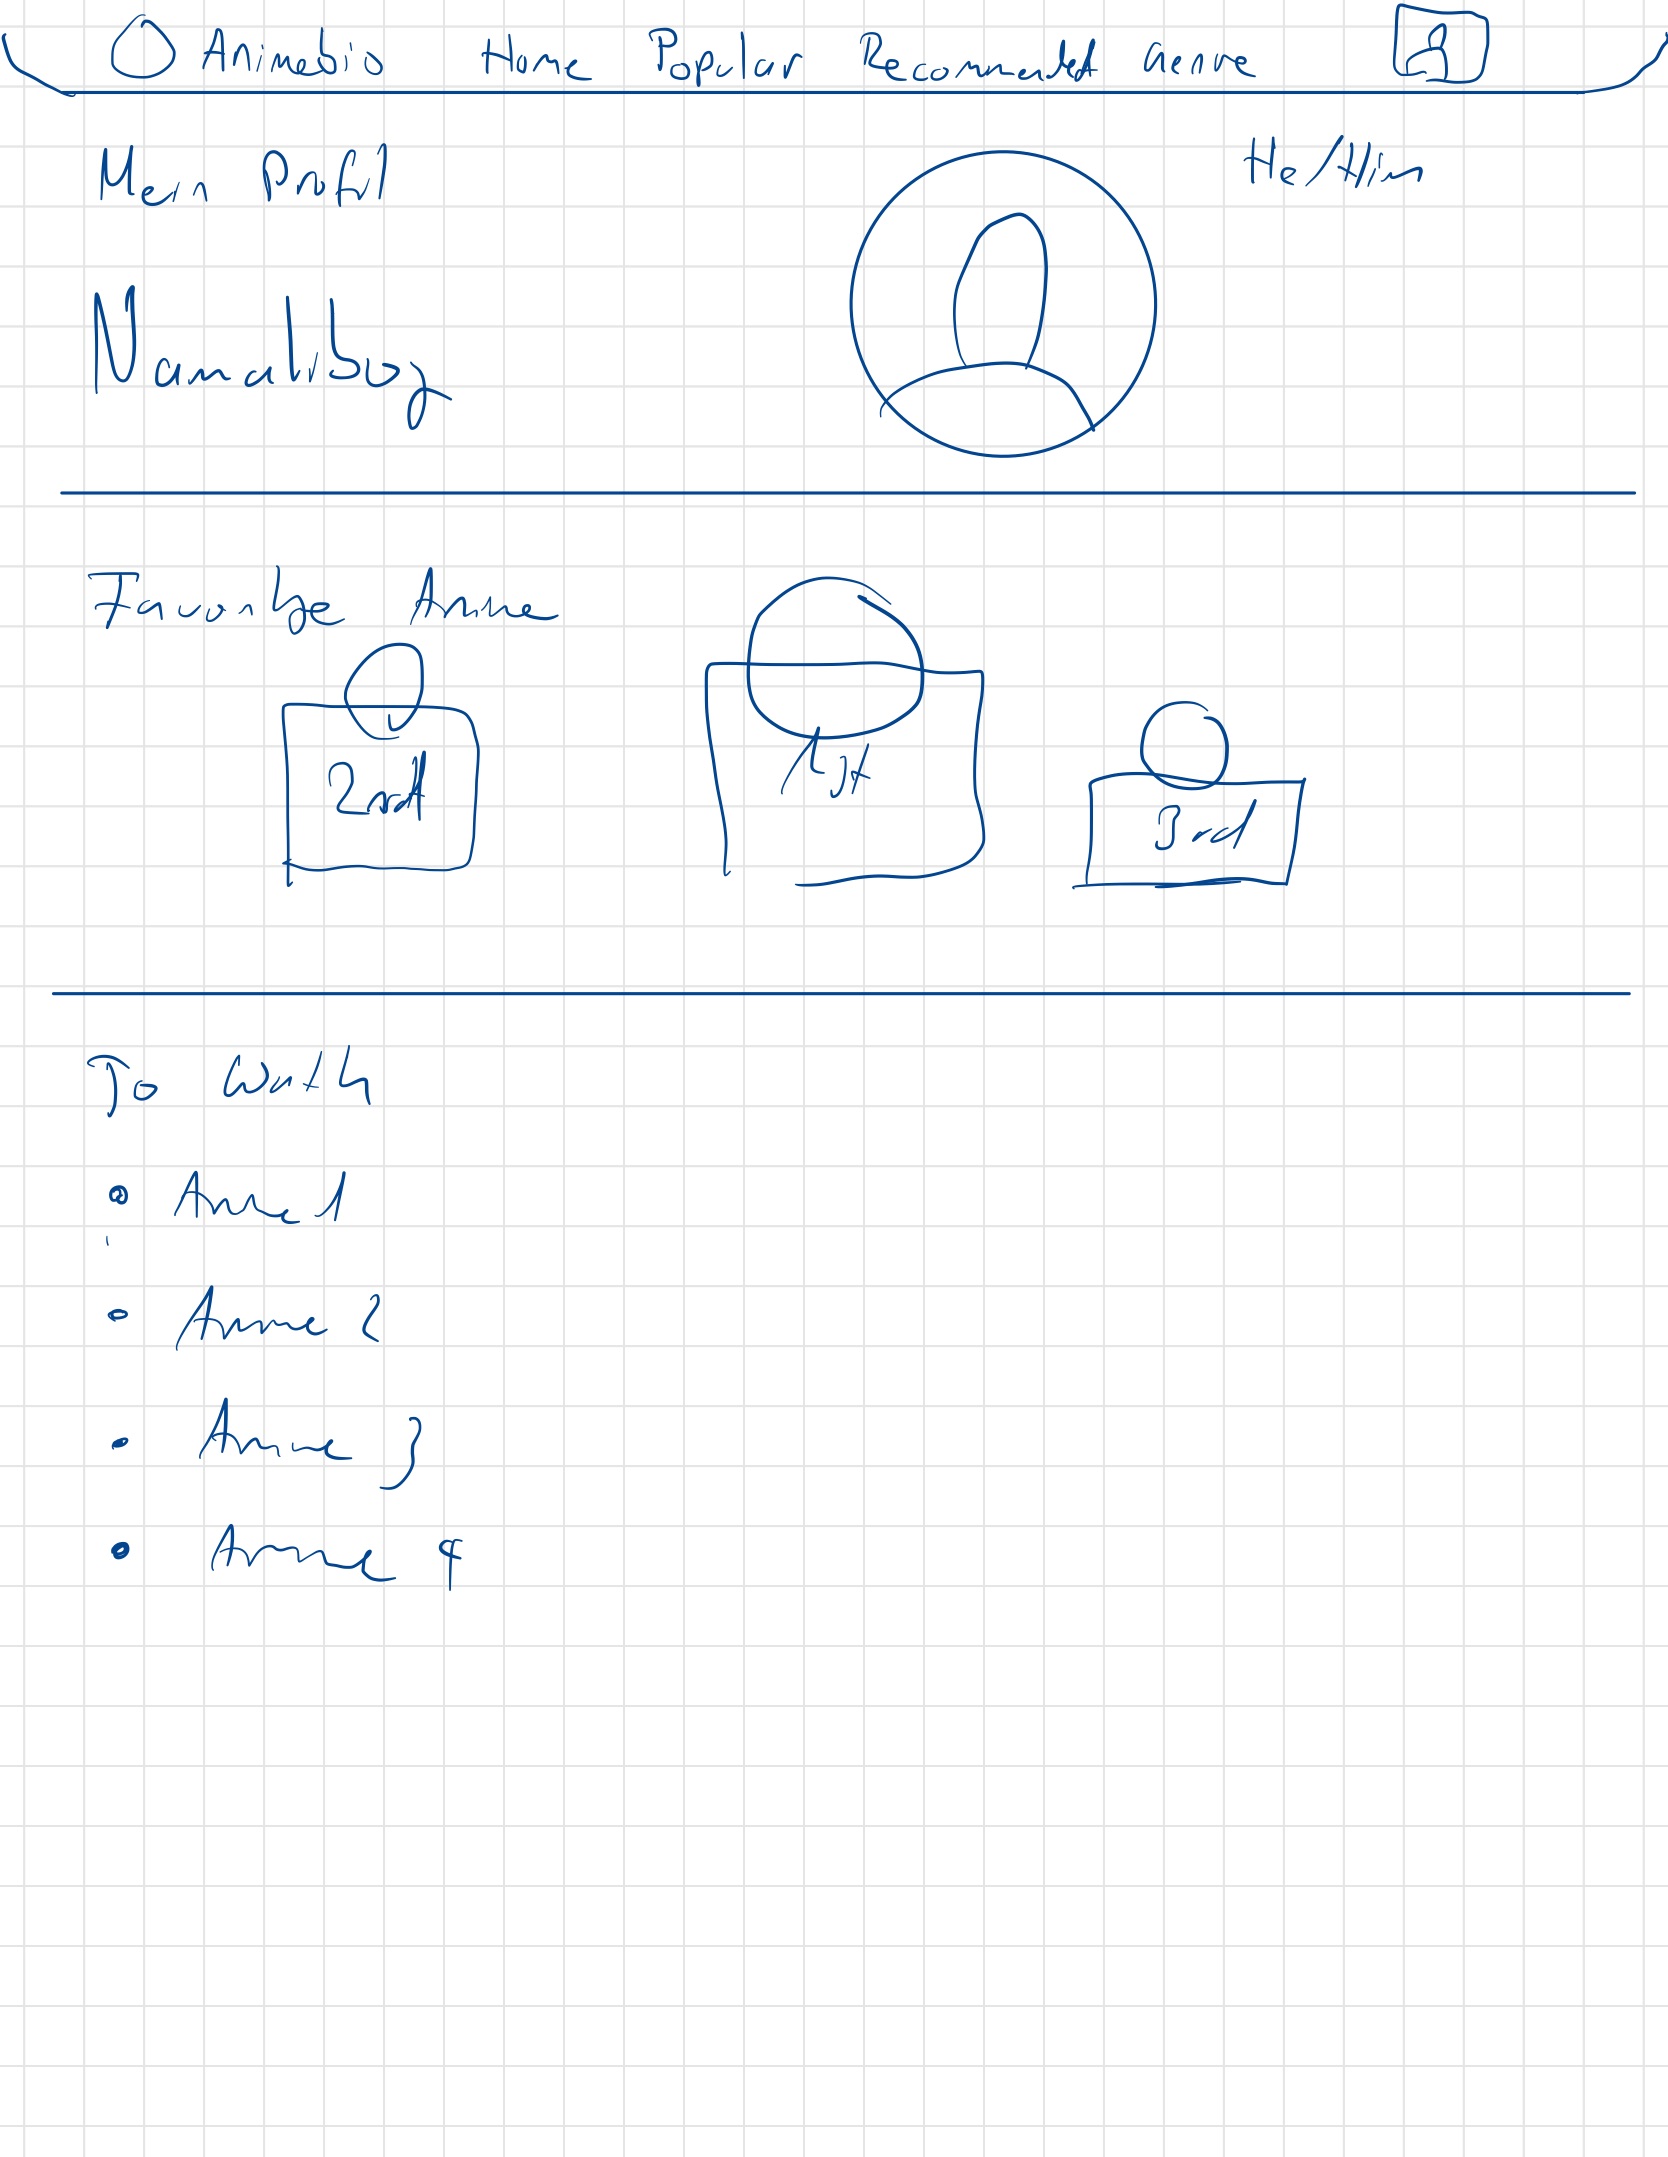 Animebio Home Popular Recommended Genre
Mein Profil He/Him
Favorite Anime
2nd 1st 3rd
To Watch
Anime 1
Anime 2
Anime 3
Anime 4